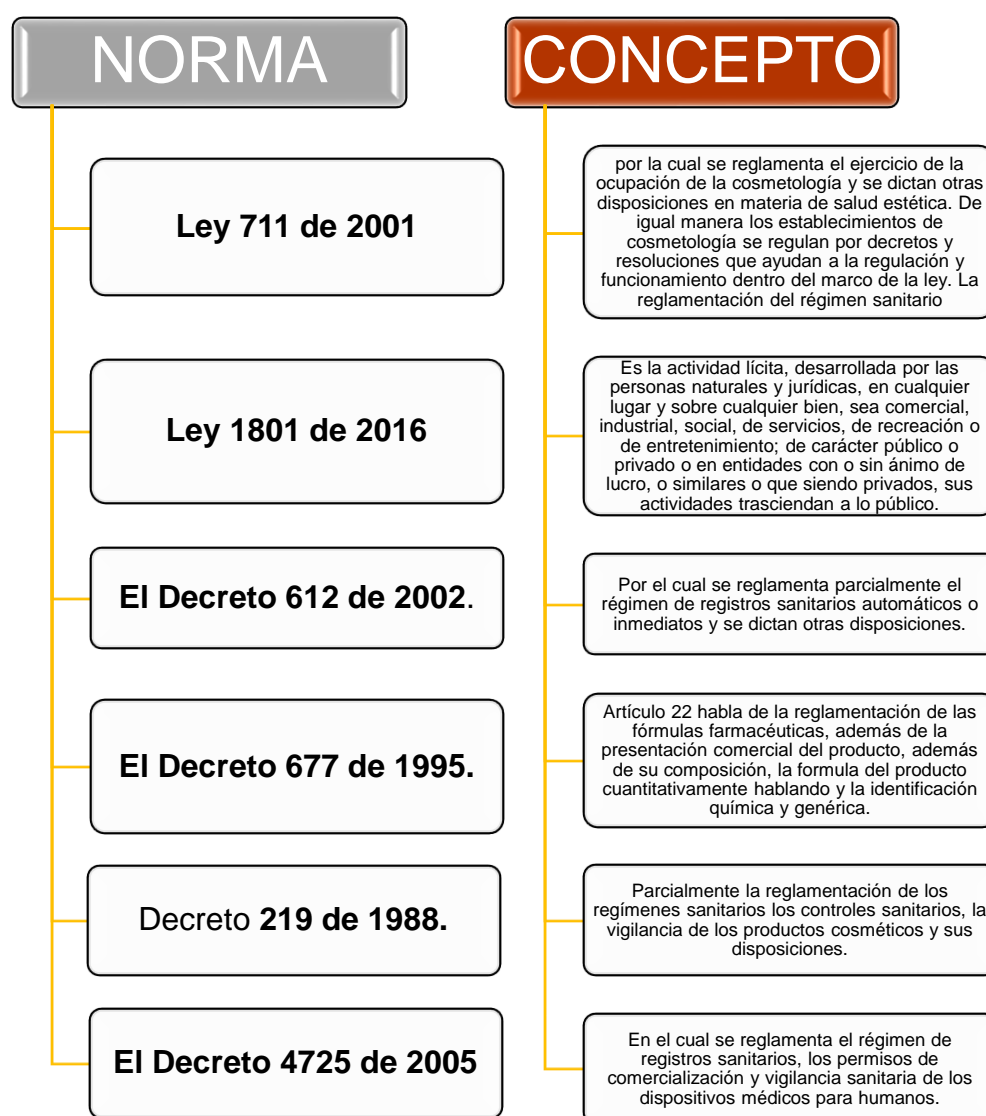 NORMA
CONCEPTO
Ley 711 de 2001
por la cual se reglamenta el ejercicio de la
ocupación de la cosmetología y se dictan otras
disposiciones en materia de salud estética. De
igual manera los establecimientos de
cosmetología se regulan por decretos y
resoluciones que ayudan a la regulación y
funcionamiento dentro del marco de la ley. La
reglamentación del régimen sanitario
Ley 1801 de 2016
Es la actividad lícita, desarrollada por las
personas naturales y jurídicas, en cualquier
lugar y sobre cualquier bien, sea comercial,
industrial, social, de servicios, de recreación o
de entretenimiento; de carácter público o
privado o en entidades con o sin ánimo de
lucro, o similares o que siendo privados, sus
actividades trasciendan a lo público.
El Decreto 612 de 2002.
Por el cual se reglamenta parcialmente el
régimen de registros sanitarios automáticos o
inmediatos y se dictan otras disposiciones.
El Decreto 677 de 1995.
Artículo 22 habla de la reglamentación de las
fórmulas farmacéuticas, además de la
presentación comercial del producto, además
de su composición, la formula del producto
cuantitativamente hablando y la identificación
química y genérica.
Decreto 219 de 1988.
Parcialmente la reglamentación de los
regímenes sanitarios los controles sanitarios, la
vigilancia de los productos cosméticos y sus
disposiciones.
El Decreto 4725 de 2005
En el cual se reglamenta el régimen de
registros sanitarios, los permisos de
comercialización y vigilancia sanitaria de los
dispositivos médicos para humanos.